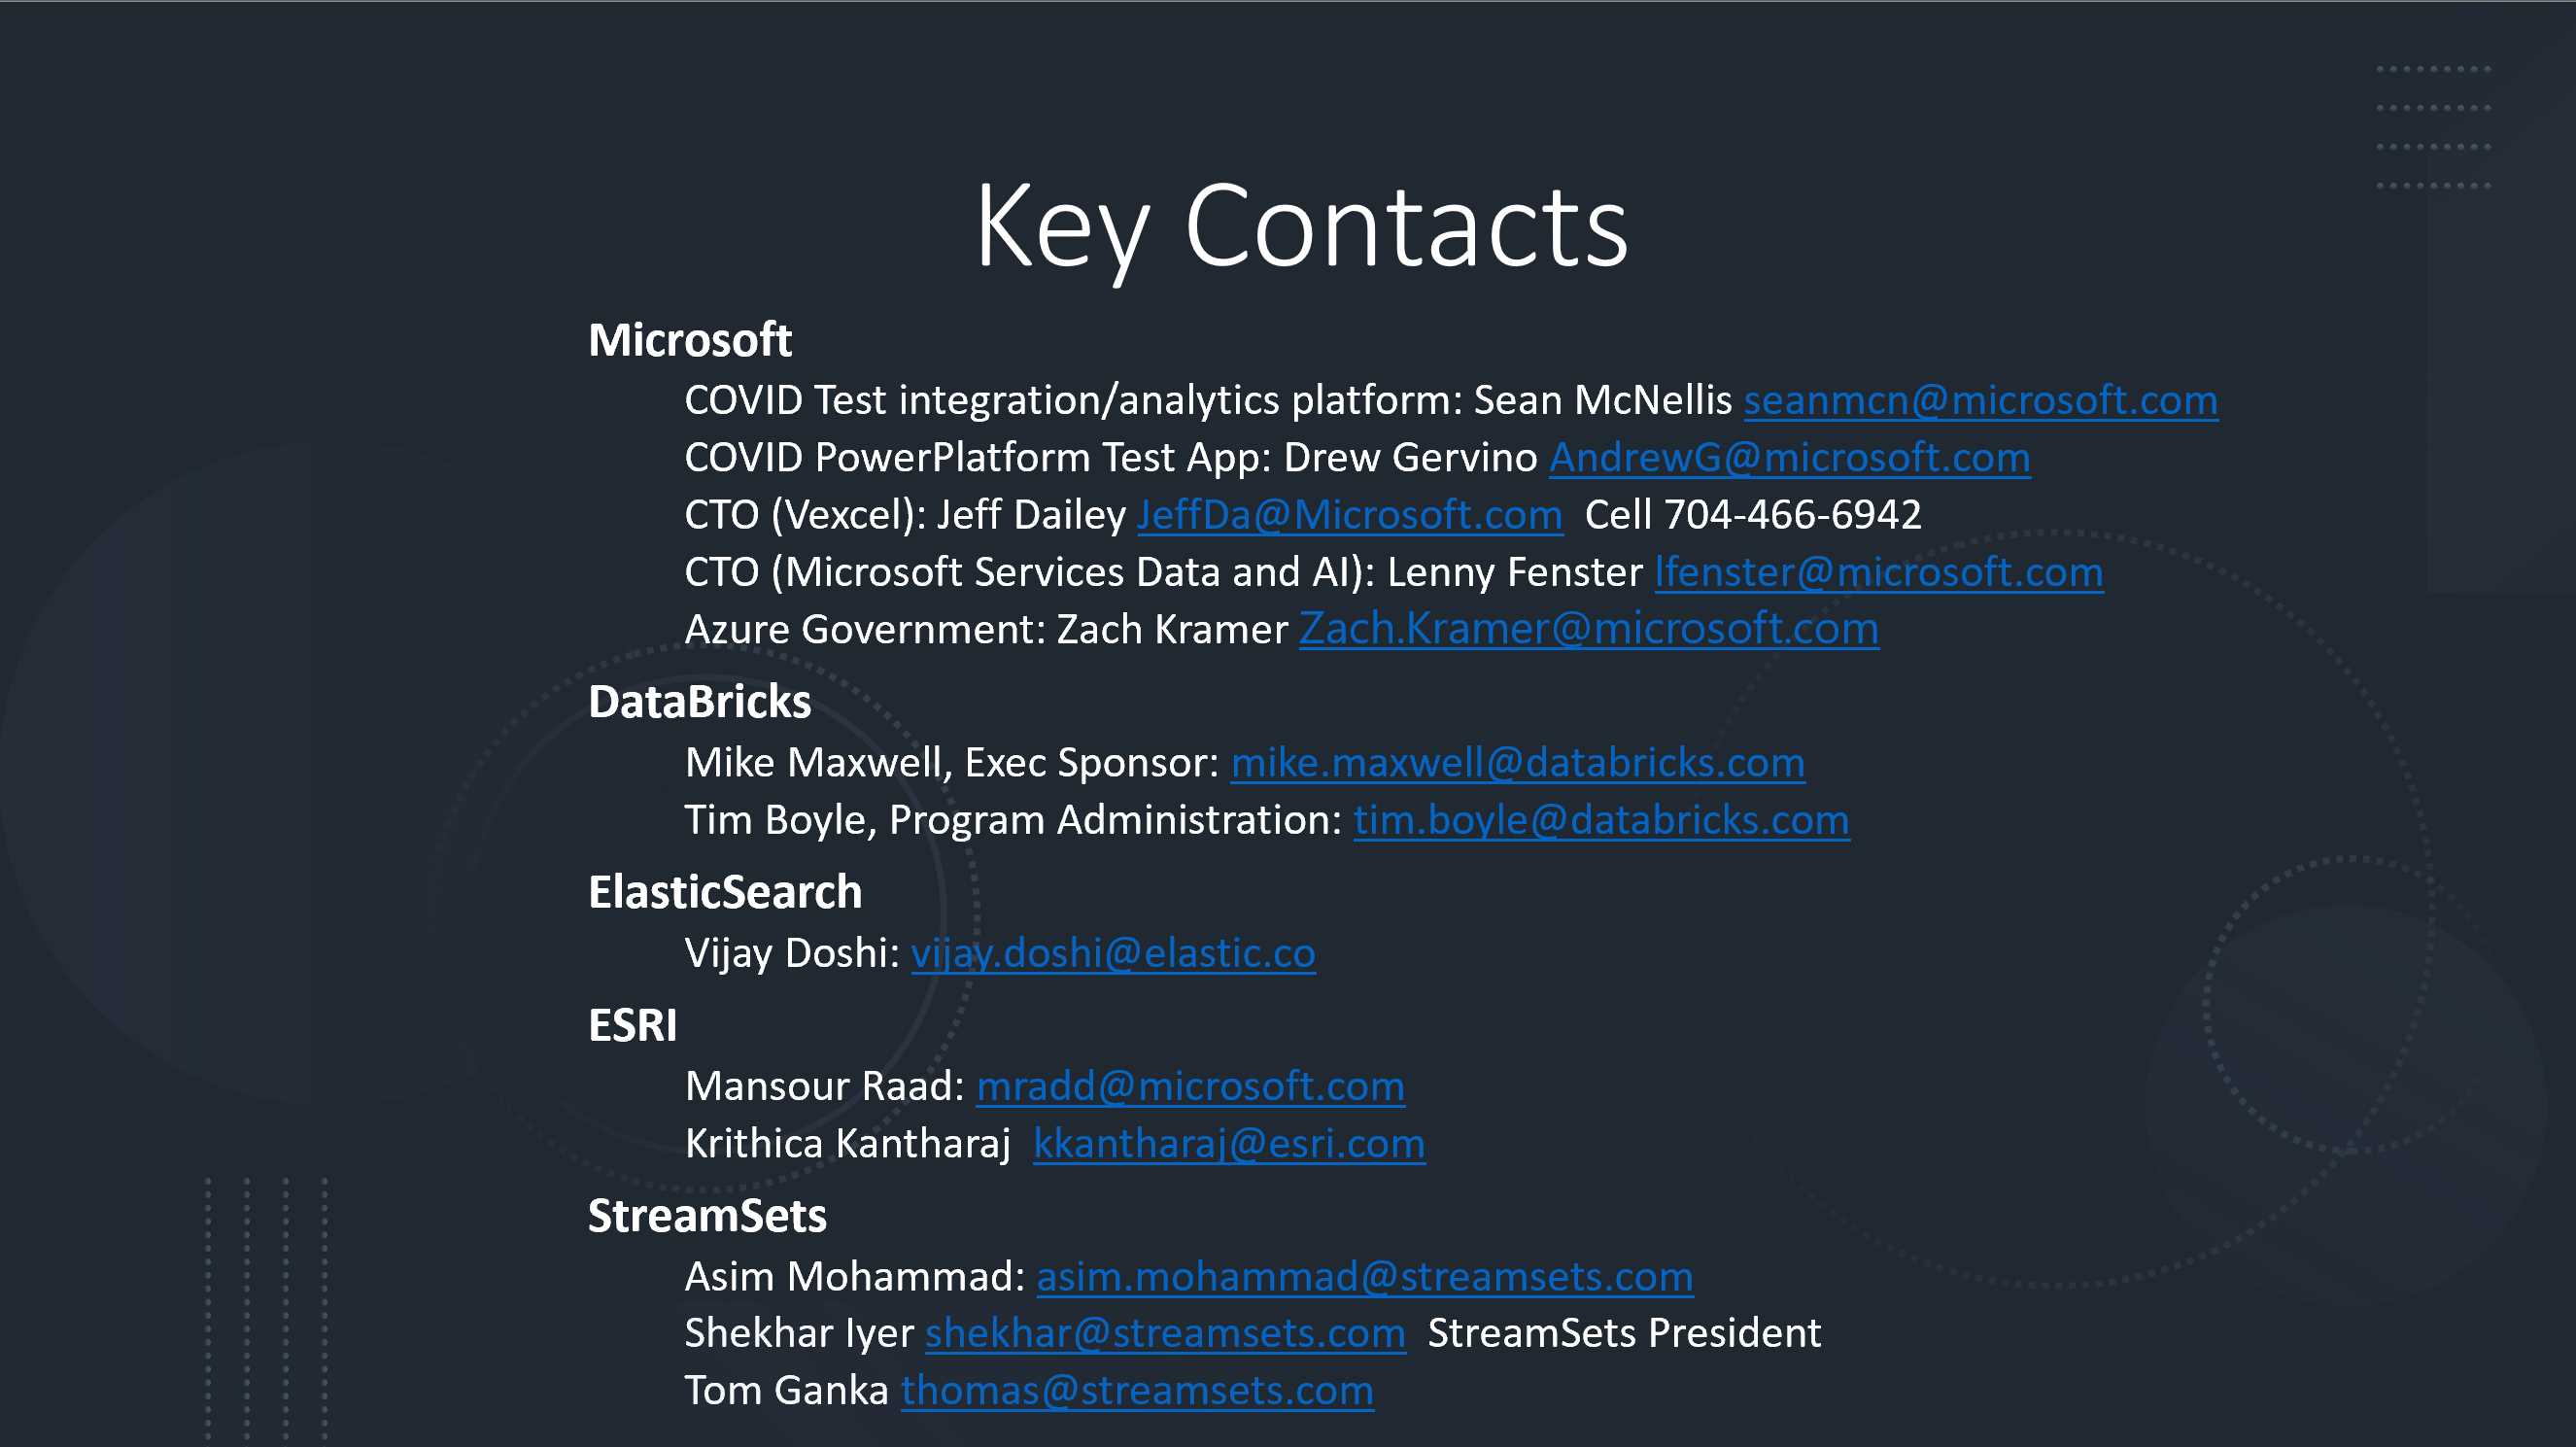 Key Contacts
Microsoft
COVID Test integration/analytics platform: Sean McNellis seanmcn@microsoft.com
COVID PowerPlatform Test App: Drew Gervino AndrewG@microsoft.com
CTO (Vexcel): Jeff Dailey JeffDa@Microsoft.com  Cell 704-466-6942
CTO (Microsoft Services Data and AI): Lenny Fenster lfenster@microsoft.com
Azure Government: Zach Kramer Zach.Kramer@microsoft.com
DataBricks
Mike Maxwell, Exec Sponsor: mike.maxwell@databricks.com
Tim Boyle, Program Administration: tim.boyle@databricks.com
ElasticSearch
Vijay Doshi: vijay.doshi@elastic.co
ESRI
Mansour Raad: mradd@microsoft.com
Krithica Kantharaj  kkantharaj@esri.com
StreamSets
Asim Mohammad: asim.mohammad@streamsets.com
Shekhar Iyer shekhar@streamsets.com  StreamSets President
Tom Ganka thomas@streamsets.com